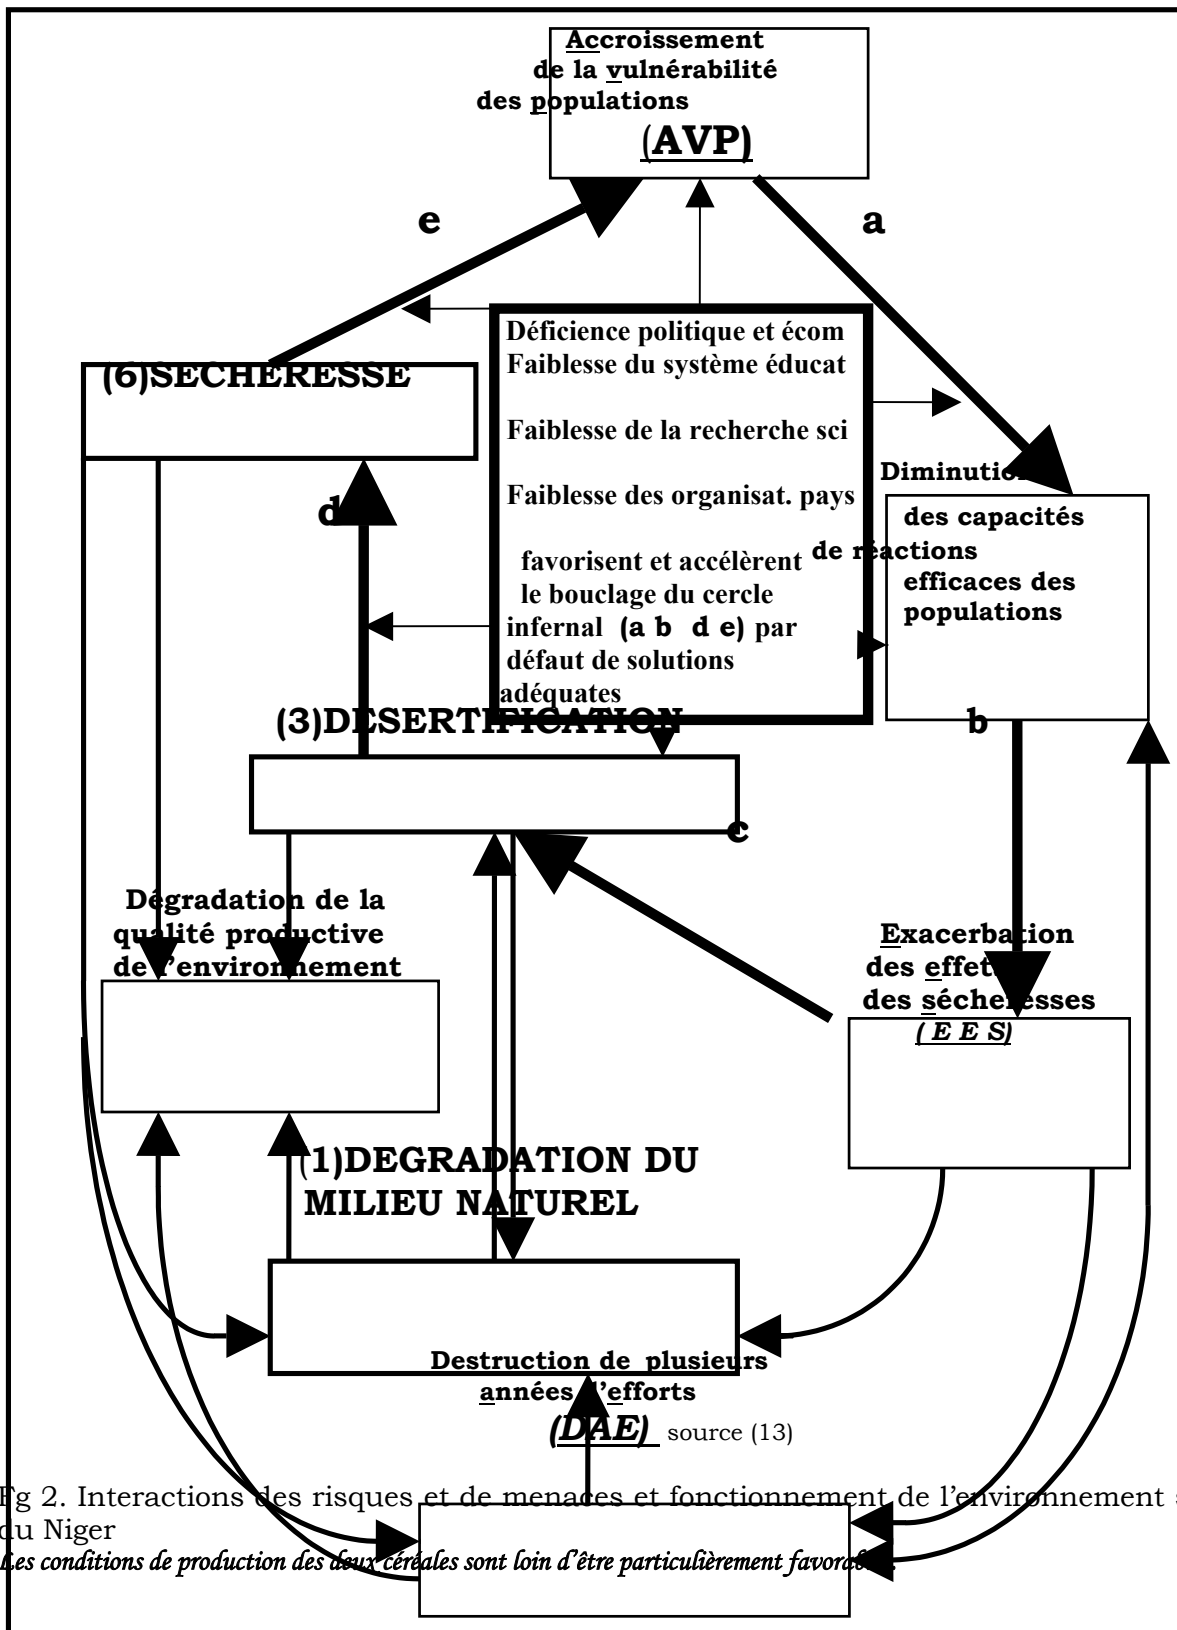 Accroissement
de la vulnérabilité
des populations
(AVP)
e
a
Déficience politique et écom
Faiblesse du système éducat
(6)SECHERESSE
Faiblesse de la recherche sci
Diminution
Faiblesse des organisat. pays
d
des capacités
de réactions
efficaces des
populations
favorisent et accélèrent
le bouclage du cercle
infernal (a b d e) par
défaut de solutions
adéquates
(3)DESERTIFICATION
b
c
Dégradation de la
qualité productive
de l'environnement
Exacerbation
des effets
des sécheresses
( E E S)
(1)DEGRADATION DU
MILIEU NATUREL
Destruction de plusieurs
années d'efforts
(DAE) source (13)
Fg 2. Interactions des risques et de menaces et fonctionnement de l'environnement s
du Niger
Les conditions de production des deux céréales sont loin d'être particulièrement favorables.